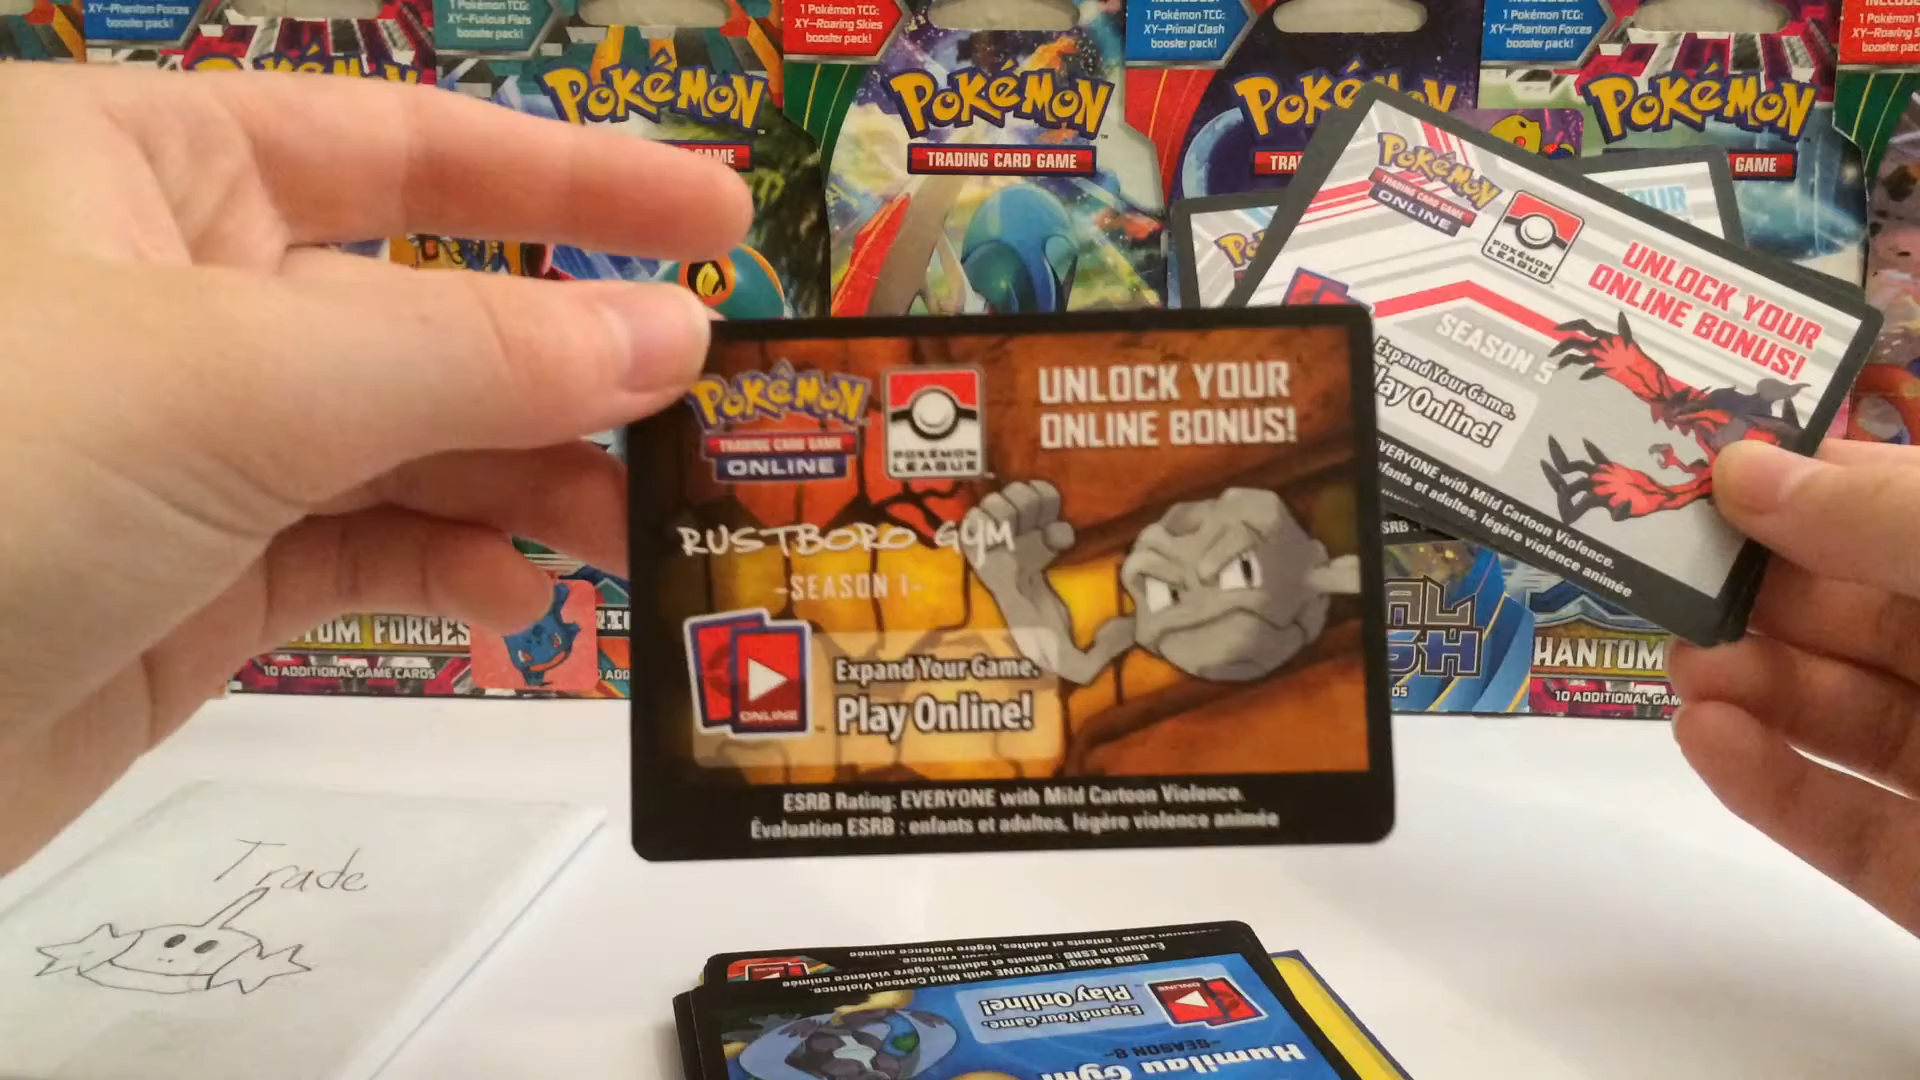 XY–Phantom Forces
booster pack!
1 Pokémon TCG:
XY–Furious Fists
booster pack!
1 Pokémon TCG:
XY–Roaring Skies
booster pack!
1 Pokémon TCG:
XY–Primal Clash
booster pack!
1 Pokémon TCG:
XY–Phantom Forces
booster pack!
1 Pokémon TCG:
POKéMON
POKéMON
TRADING CARD GAME
POKéMON
POKéMON
GAME
POKéMON
TRADING CARD GAME
ONLINE
POKéMON
LEAGUE
UNLOCK YOUR
ONLINE BONUS!
SEASON 5
Expand Your Game.
Play Online!
EVERYONE with Mild Cartoon Violence.
enfants et adultes, légère violence animée
POKéMON
TRADING CARD GAME
ONLINE
POKéMON
LEAGUE
UNLOCK YOUR
ONLINE BONUS!
RUSTBORO GYM
-SEASON 1-
ONLINE
Expand Your Game.
Play Online!
ESRB Rating: EVERYONE with Mild Cartoon Violence.
Évaluation ESRB : enfants et adultes, légère violence animée
FORCES
10 ADDITIONAL GAME CARDS
PHANTOM
10 ADDITIONAL GAM
Trade
Évaluation ESRB : enfants et adultes, légère violence animée
ESRB Rating: EVERYONE with Mild Cartoon Violence.
ONLINE
Expand Your Game.
Play Online!
-SEASON 8-
Humilau Gym